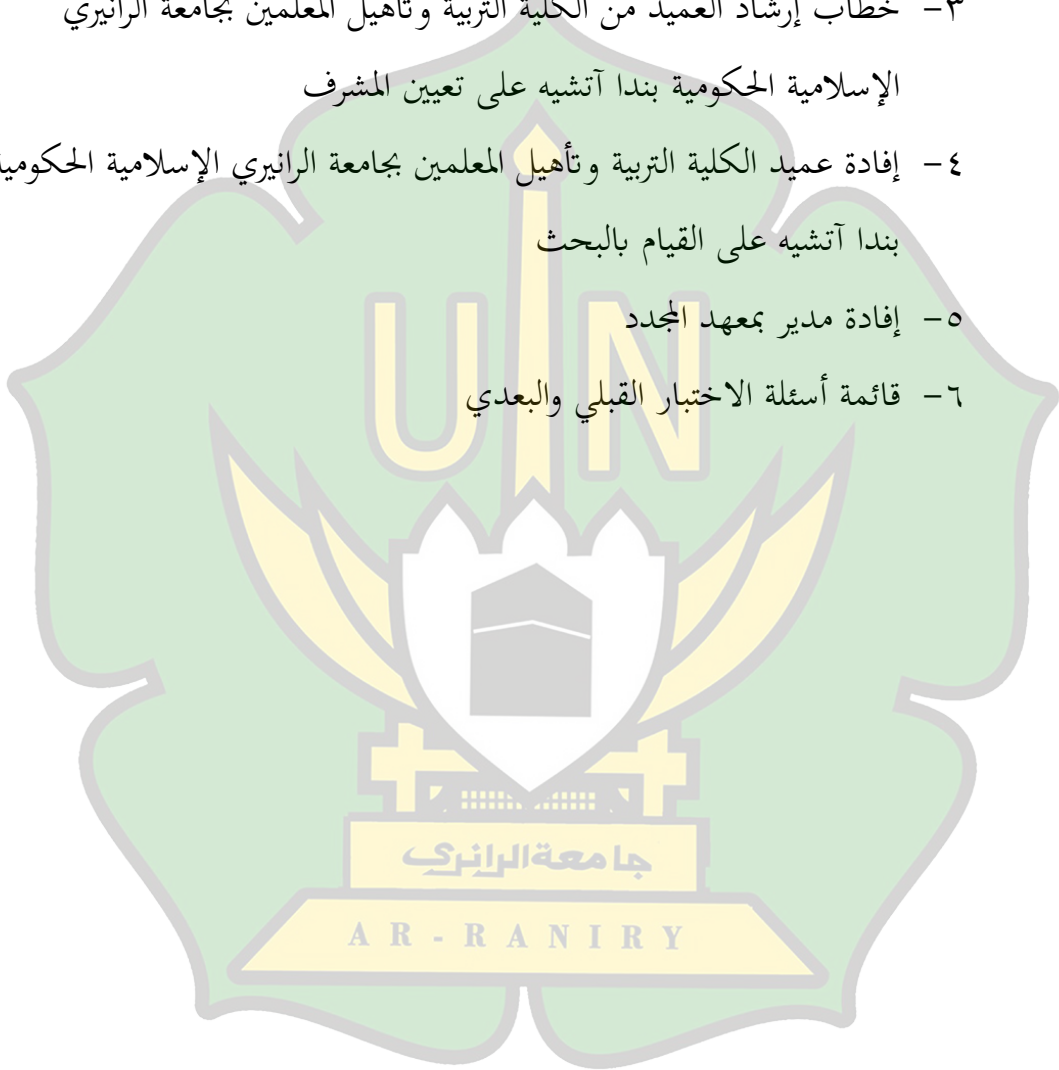 ٣- خطاب إرشاد العميد من الكلية التربية وتأهيل المعلمين بجامعة الرانيري
الإسلامية الحكومية بندا آتشيه على تعيين المشرف
٤- إفادة عميد الكلية التربية وتأهيل المعلمين بجامعة الرانيري الإسلامية الحكومية
بندا آتشيه على القيام بالبحث
٥- إفادة مدير بمعهد المجدد
٦- قائمة أسئلة الاختبار القبلي والبعدي
UIN
جامعةالرانري
AR-RANIRY